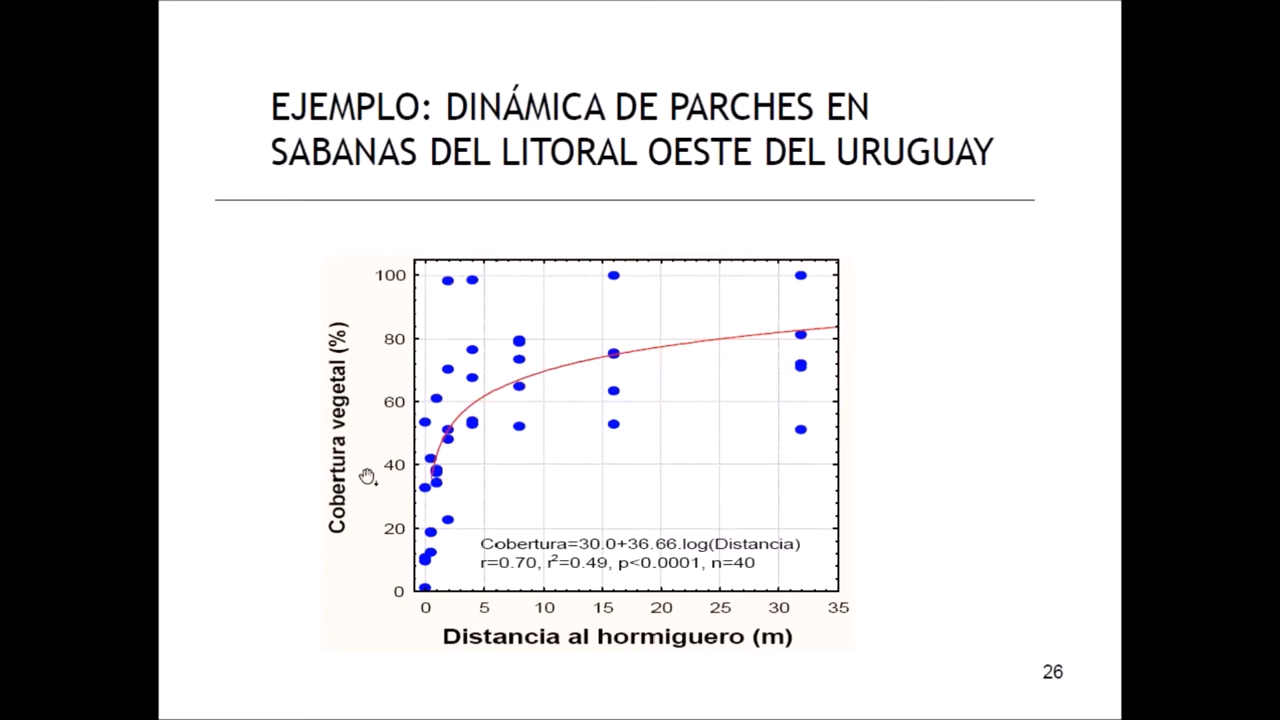 EJEMPLO: DINÁMICA DE PARCHES EN
SABANAS DEL LITORAL OESTE DEL URUGUAY
Cobertura vegetal (%)
100
80
60
40
20
0
Cobertura=30.0+36.66.log(Distancia)
r=0.70, r²=0.49, p<0.0001, n=40
0 5 10 15 20 25 30 35
Distancia al hormiguero (m)
26